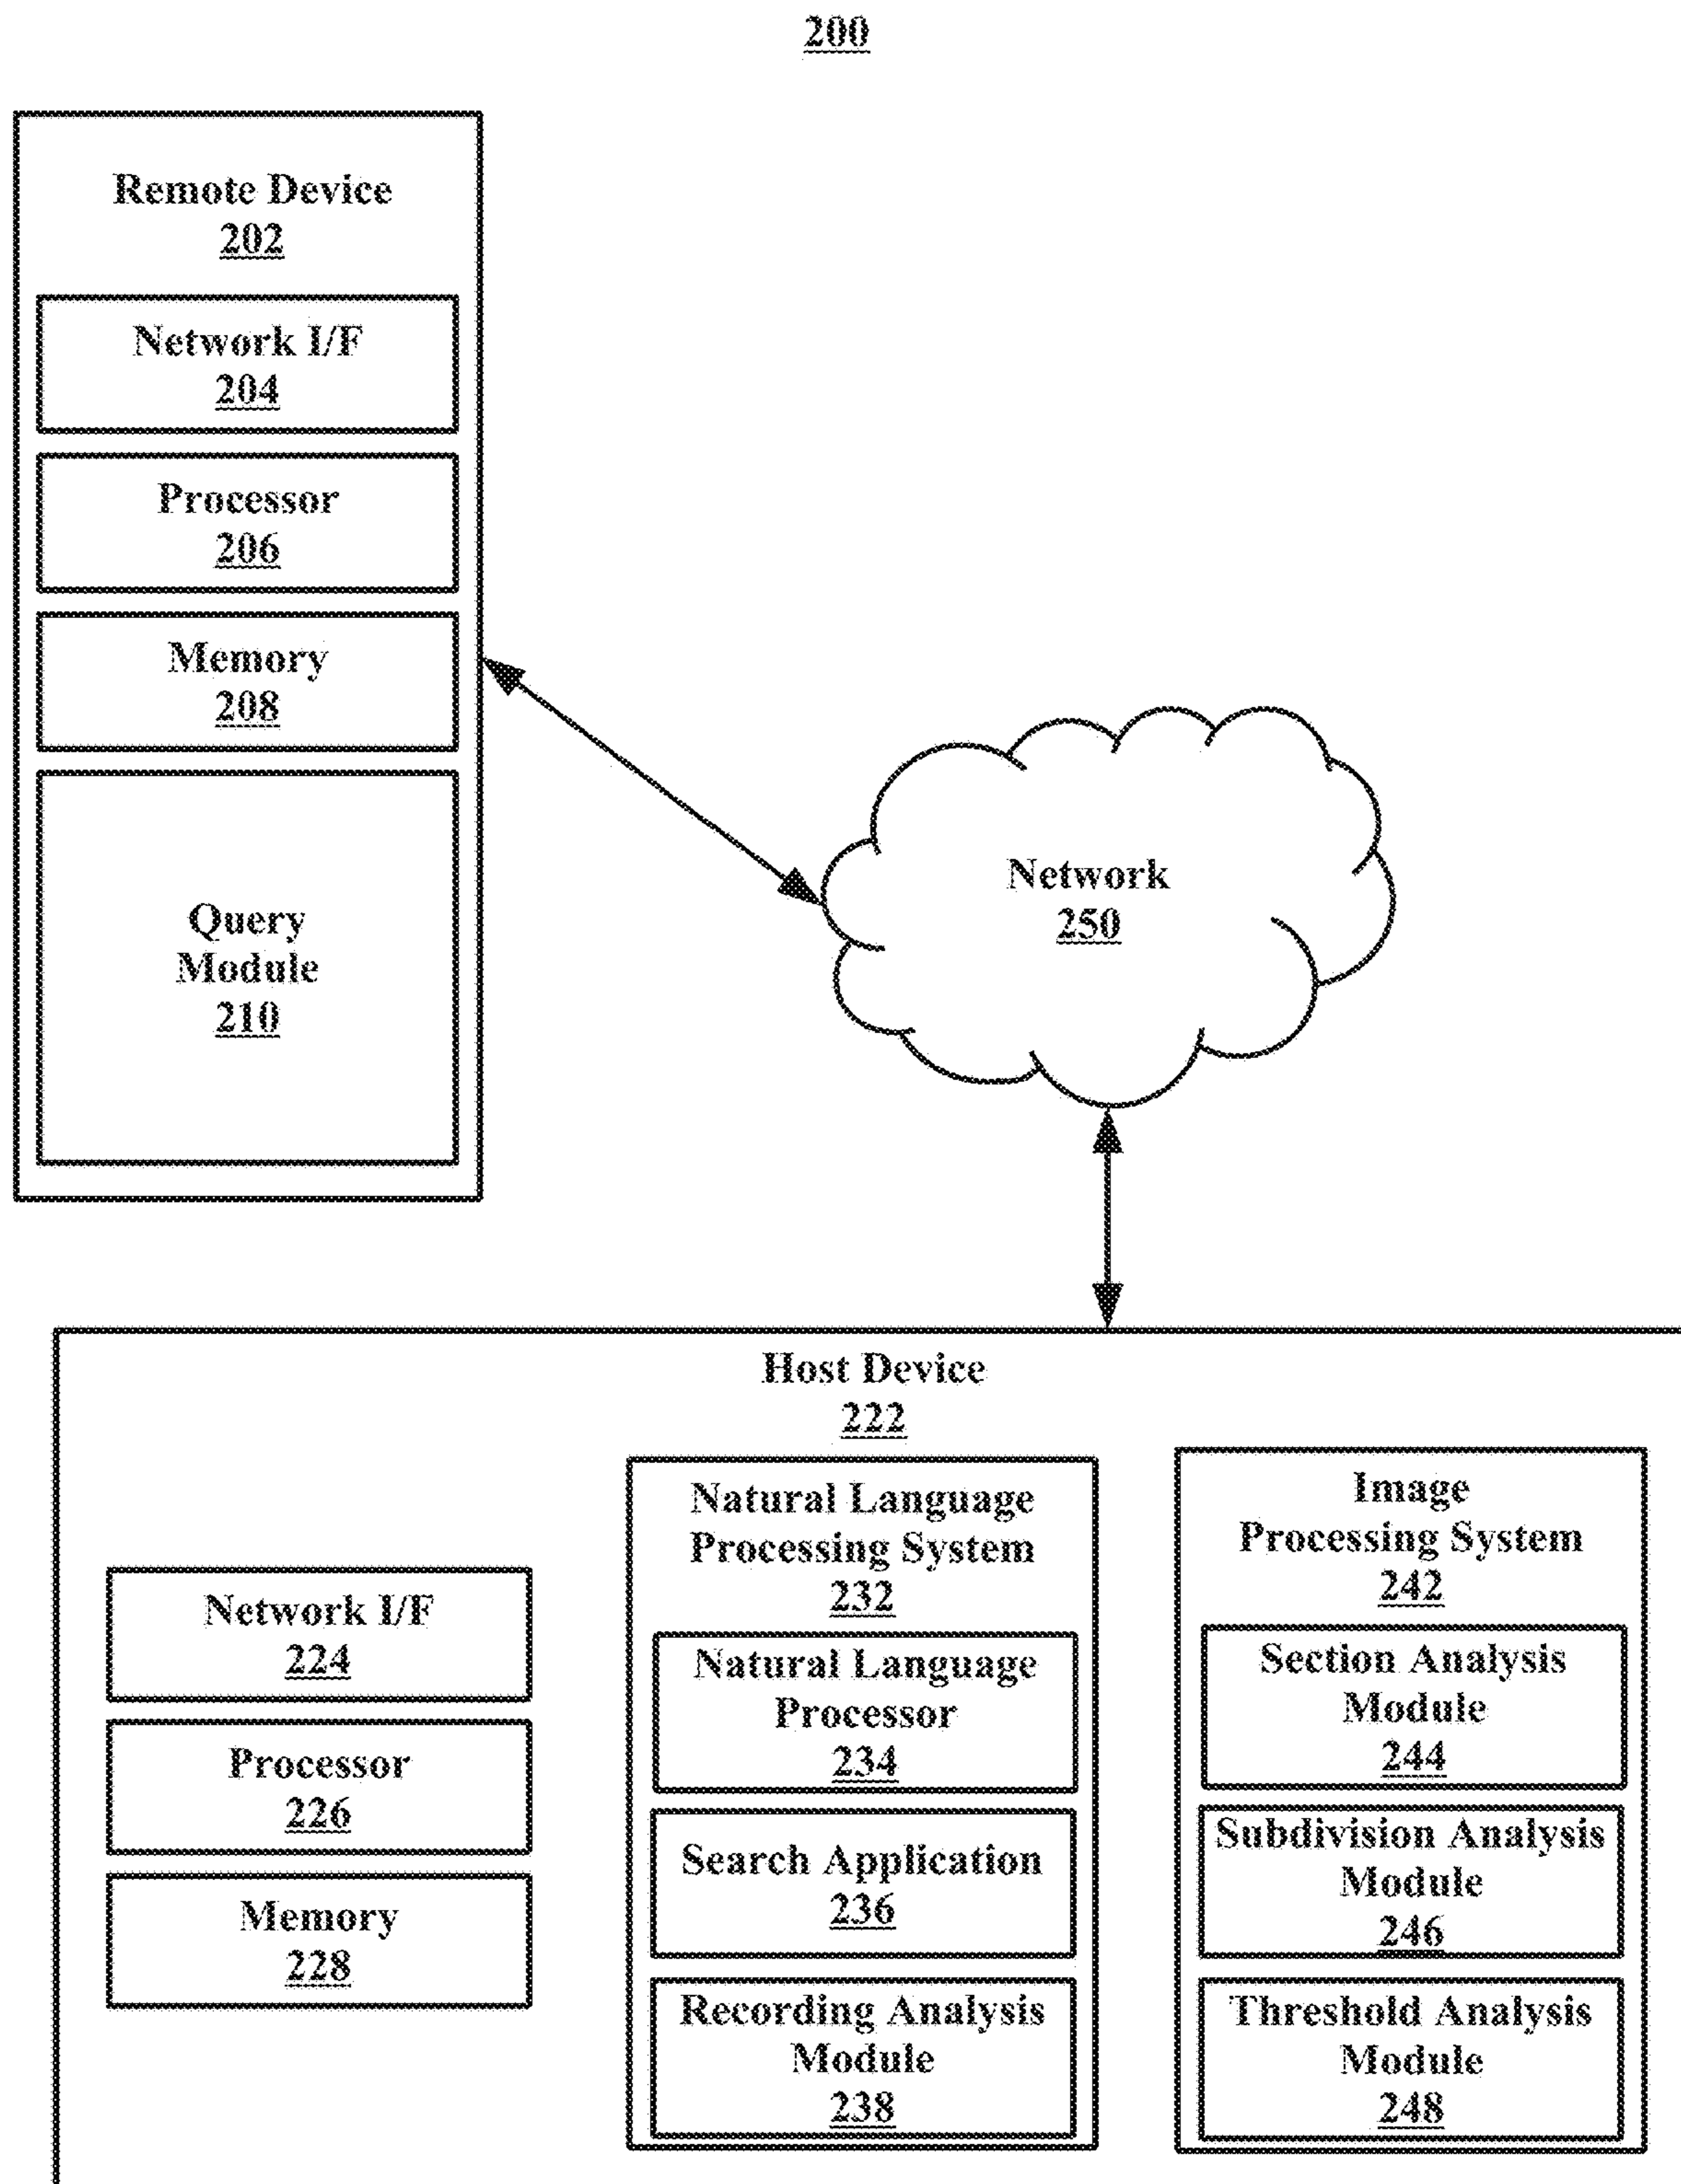 200
Remote Device
202
Network I/F
204
Processor
206
Memory
208
Query
Module
210
Network
250
Host Device
222
Network I/F
224
Processor
226
Memory
228
Natural Language
Processing System
232
Natural Language
Processor
234
Search Application
236
Recording Analysis
Module
238
Image
Processing System
242
Section Analysis
Module
244
Subdivision Analysis
Module
246
Threshold Analysis
Module
248